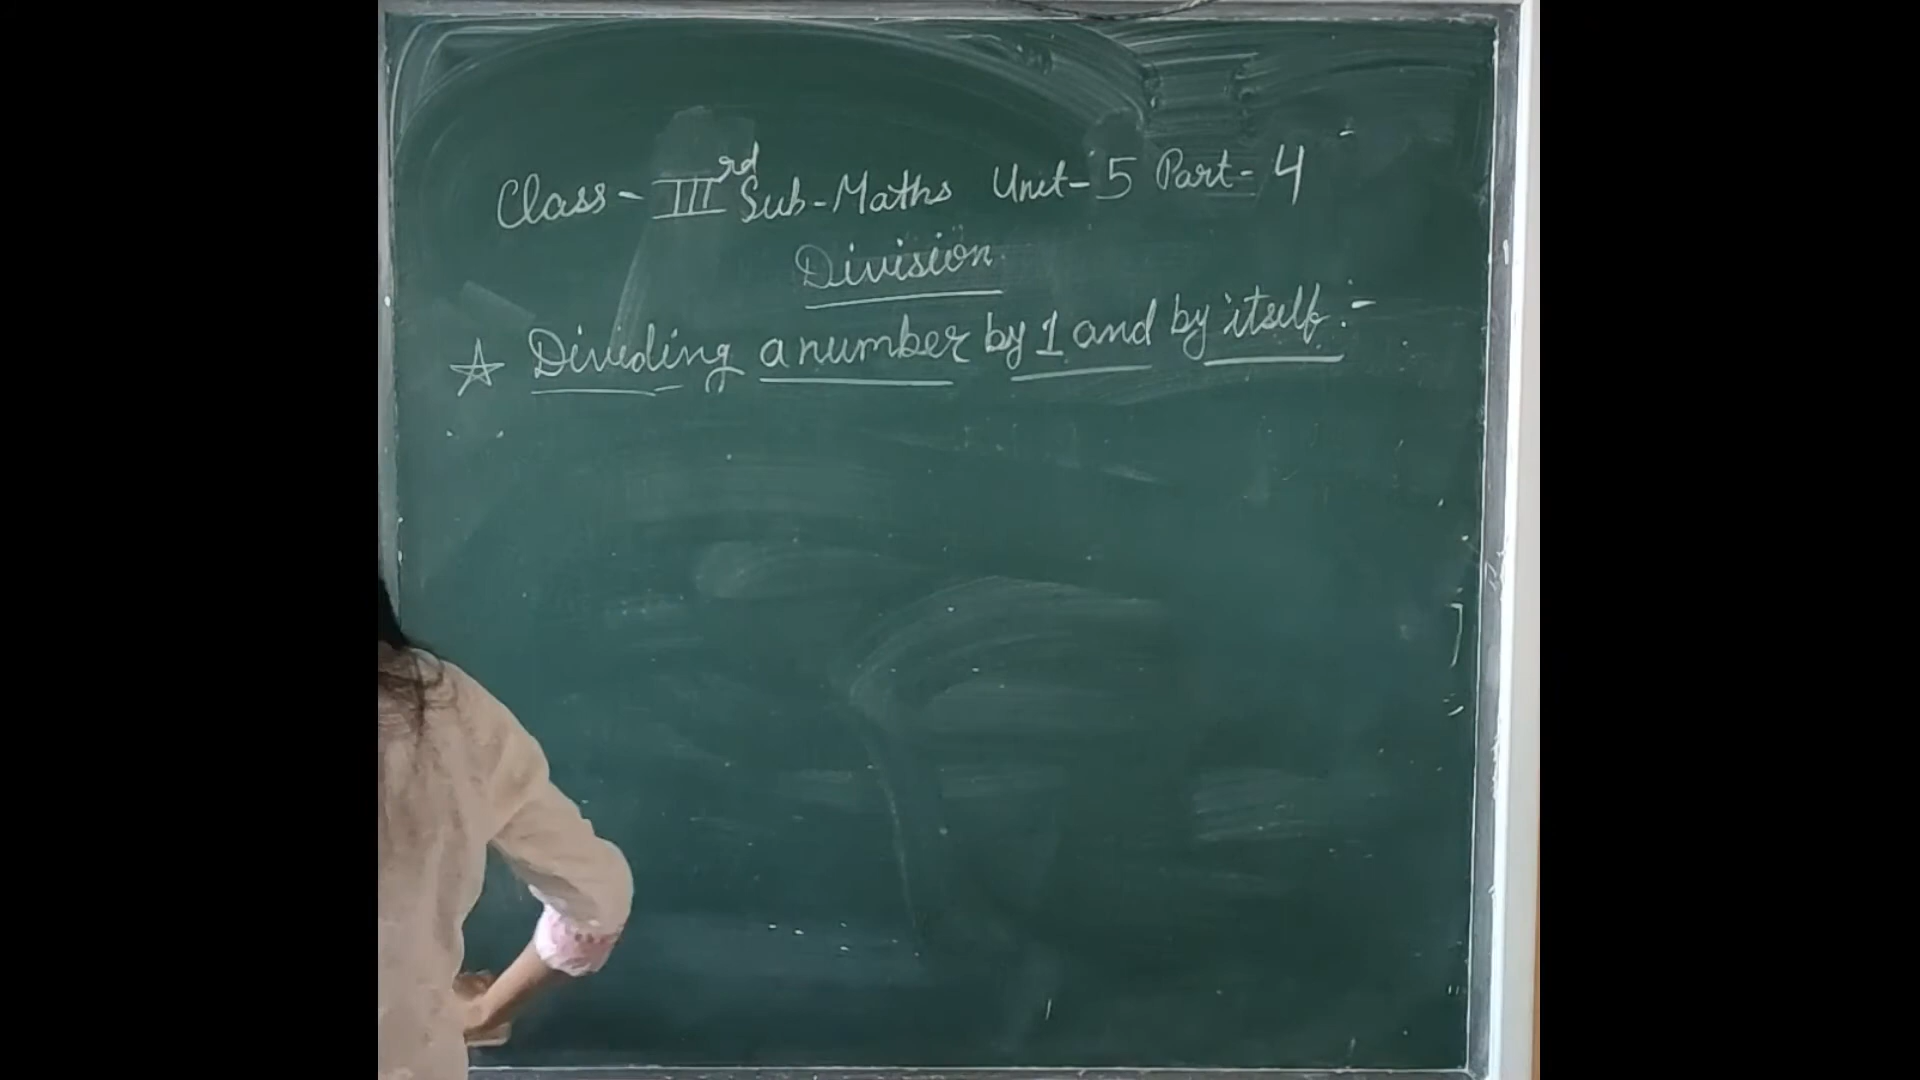 Class - III rd Sub - Maths Unit - 5 Part - 4
Division
☆ Dividing a number by 1 and by itself :-